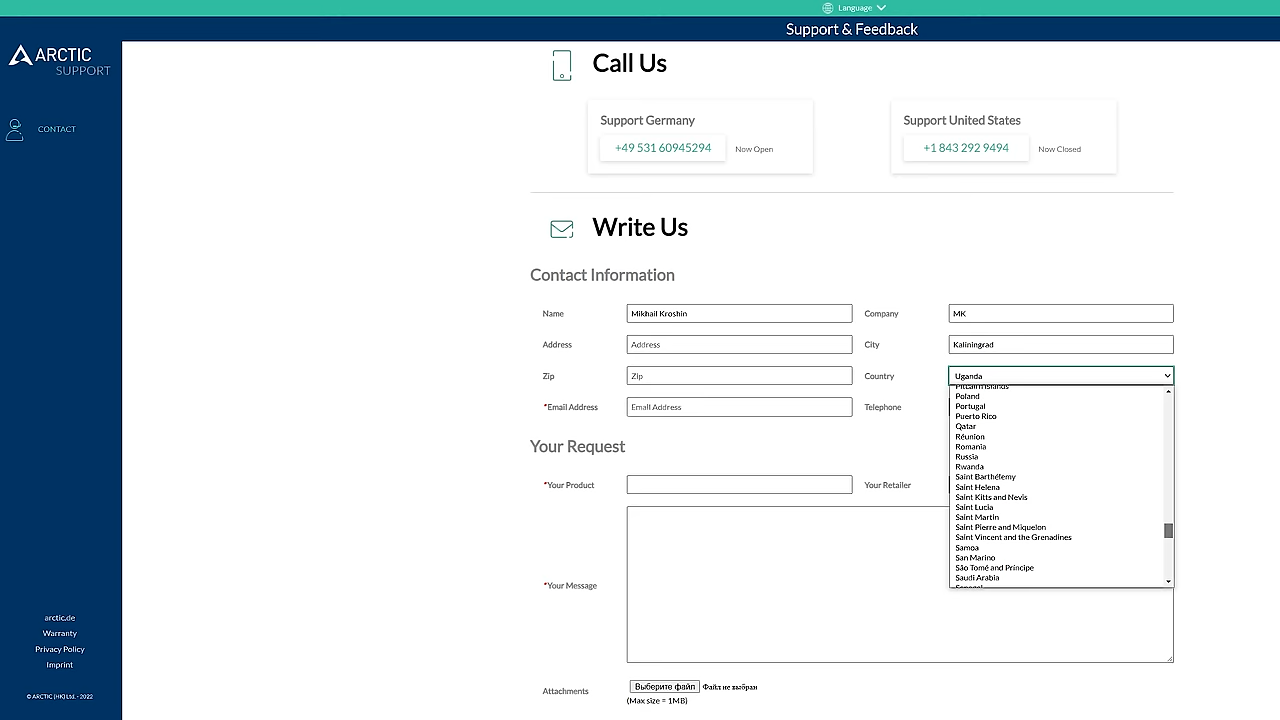 Language
Support & Feedback
ARCTIC
SUPPORT
CONTACT
Call Us
Support Germany
+49 531 60945294
Now Open
Support United States
+1 843 292 9494
Now Closed
Write Us
Contact Information
Name
Mikhail Kroshin
Company
MK
Address
Address
City
Kaliningrad
Zip
Zip
Country
Uganda
Pitcairn Islands
Poland
Portugal
Puerto Rico
Qatar
Réunion
Romania
Russia
Rwanda
Saint Barthélemy
Saint Helena
Saint Kitts and Nevis
Saint Lucia
Saint Martin
Saint Pierre and Miquelon
Saint Vincent and the Grenadines
Samoa
San Marino
São Tomé and Príncipe
Saudi Arabia
Senegal
*Email Address
Email Address
Telephone
Your Request
*Your Product
Your Retailer
*Your Message
Attachments
Выберите файл Файл не выбран
(Max size = 1MB)
arctic.de
Warranty
Privacy Policy
Imprint
© ARCTIC (HK) Ltd. - 2022